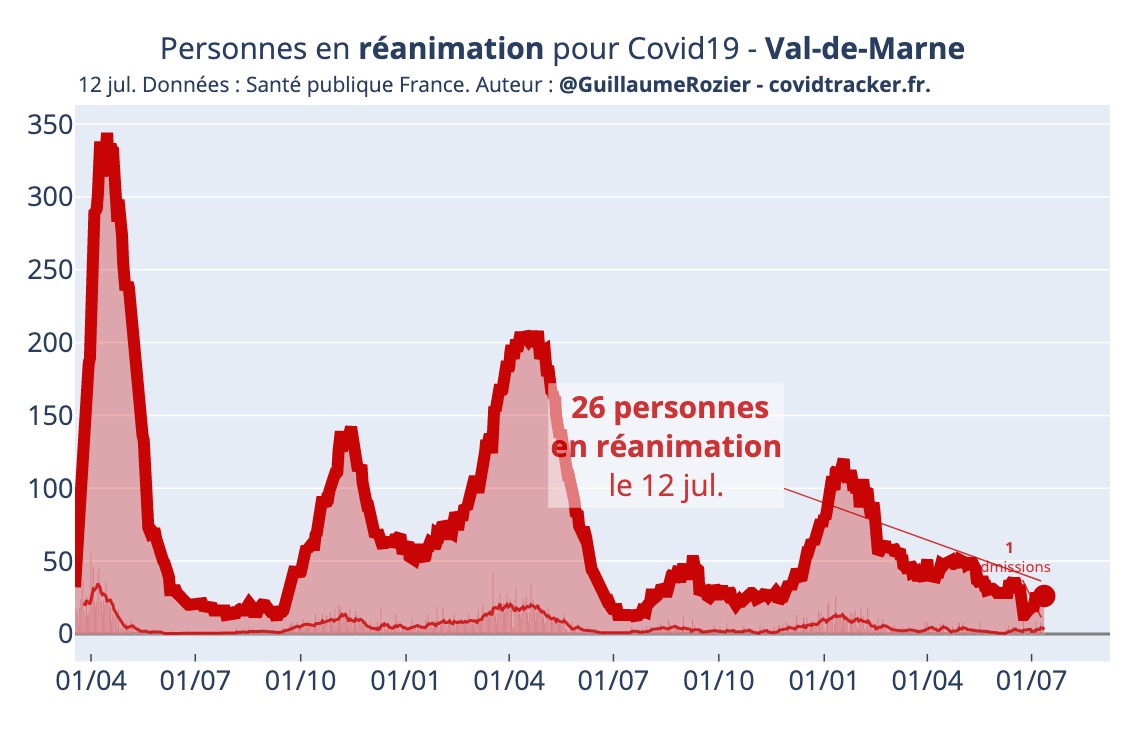 Personnes en réanimation pour Covid19 - Val-de-Marne
12 jul. Données : Santé publique France. Auteur : @GuillaumeRozier - covidtracker.fr.
350
300
250
200
150
100
50
0
26 personnes
en réanimation
le 12 jul.
1
dmissions
01/04 01/07 01/10 01/01 01/04 01/07 01/10 01/01 01/04 01/07